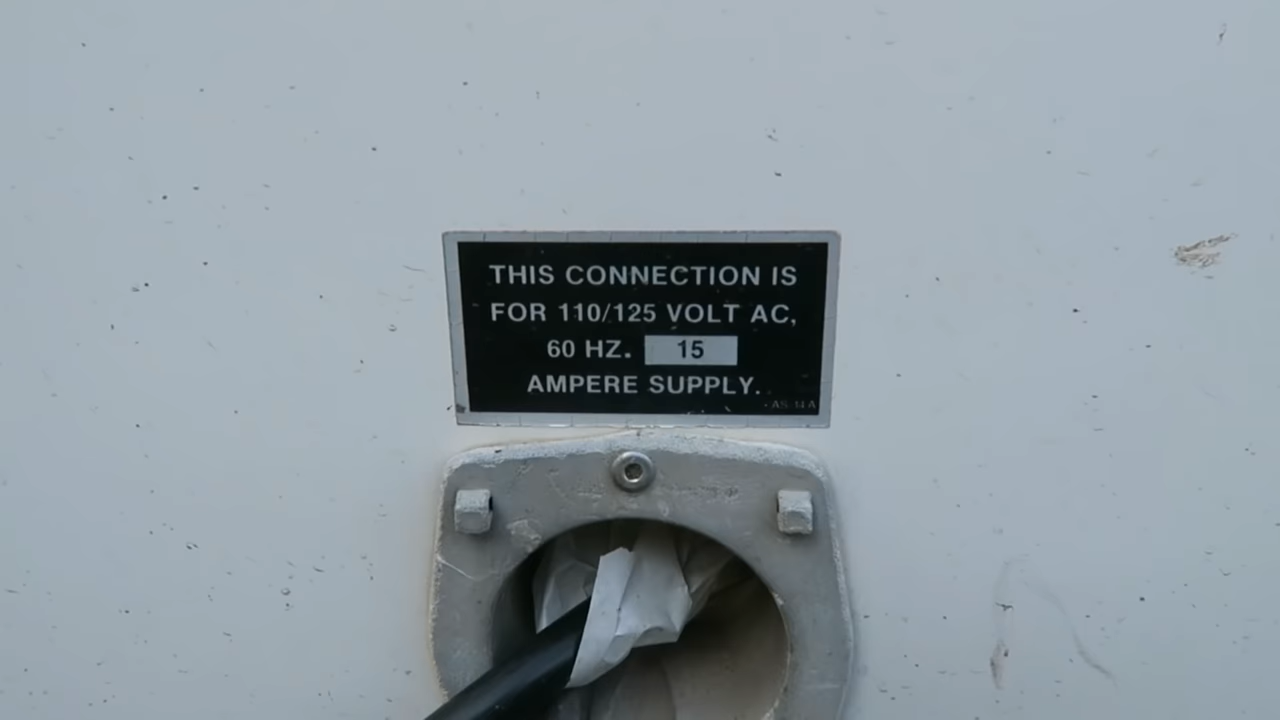 THIS CONNECTION IS
FOR 110/125 VOLT AC,
60 HZ. 15
AMPERE SUPPLY.